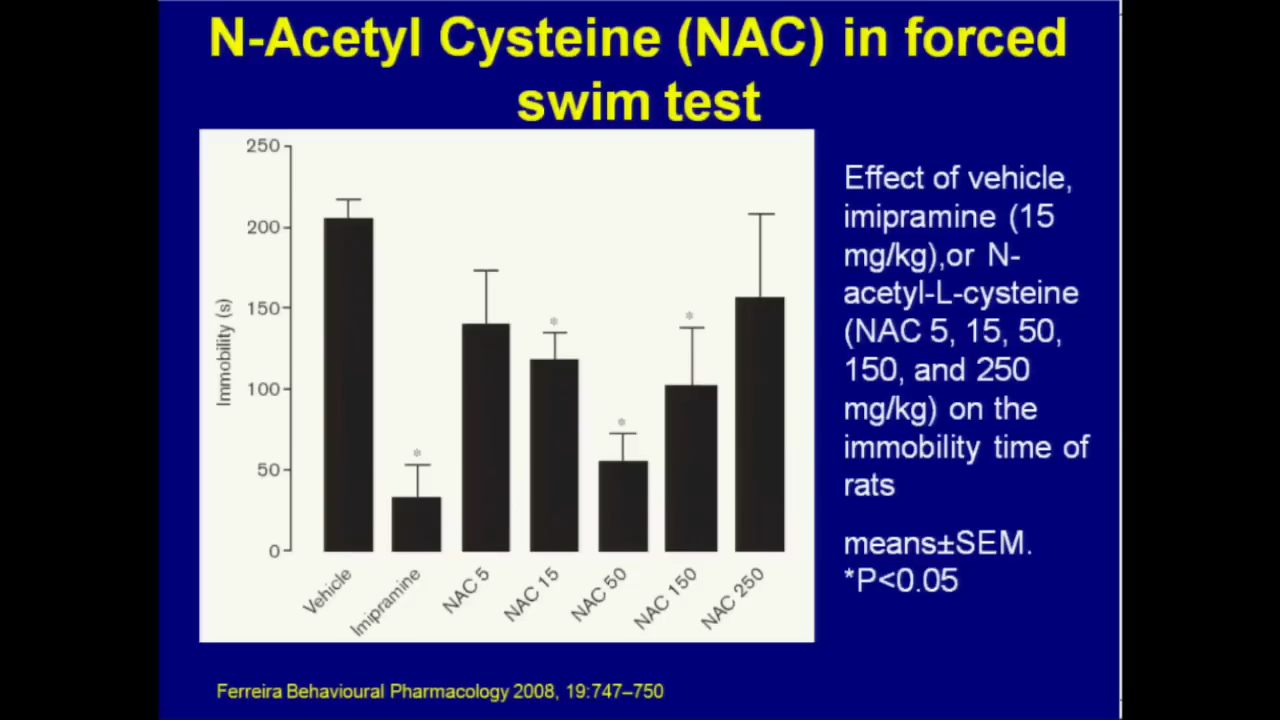 N-Acetyl Cysteine (NAC) in forced
swim test
250
200
150
100
50
0
Immobility (s)
*
*
*
*
Vehicle
Imipramine
NAC 5
NAC 15
NAC 50
NAC 150
NAC 250
Effect of vehicle,
imipramine (15
mg/kg),or N-
acetyl-L-cysteine
(NAC 5, 15, 50,
150, and 250
mg/kg) on the
immobility time of
rats
means±SEM.
*P<0.05
Ferreira Behavioural Pharmacology 2008, 19:747–750